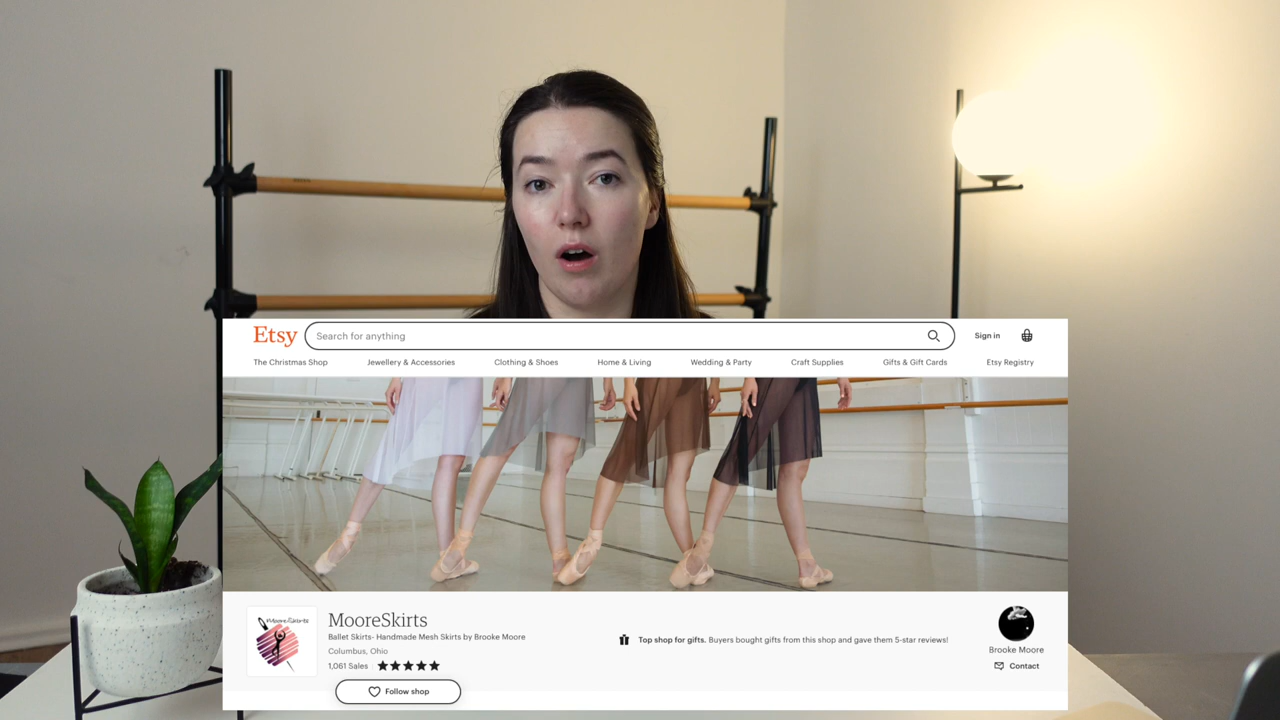 Etsy
Search for anything
Sign in
The Christmas Shop
Jewellery & Accessories
Clothing & Shoes
Home & Living
Wedding & Party
Craft Supplies
Gifts & Gift Cards
Etsy Registry
MooreSkirts
MooreSkirts
Ballet Skirts- Handmade Mesh Skirts by Brooke Moore
Columbus, Ohio
1,061 Sales
Follow shop
Top shop for gifts. Buyers bought gifts from this shop and gave them 5-star reviews!
Brooke Moore
Contact